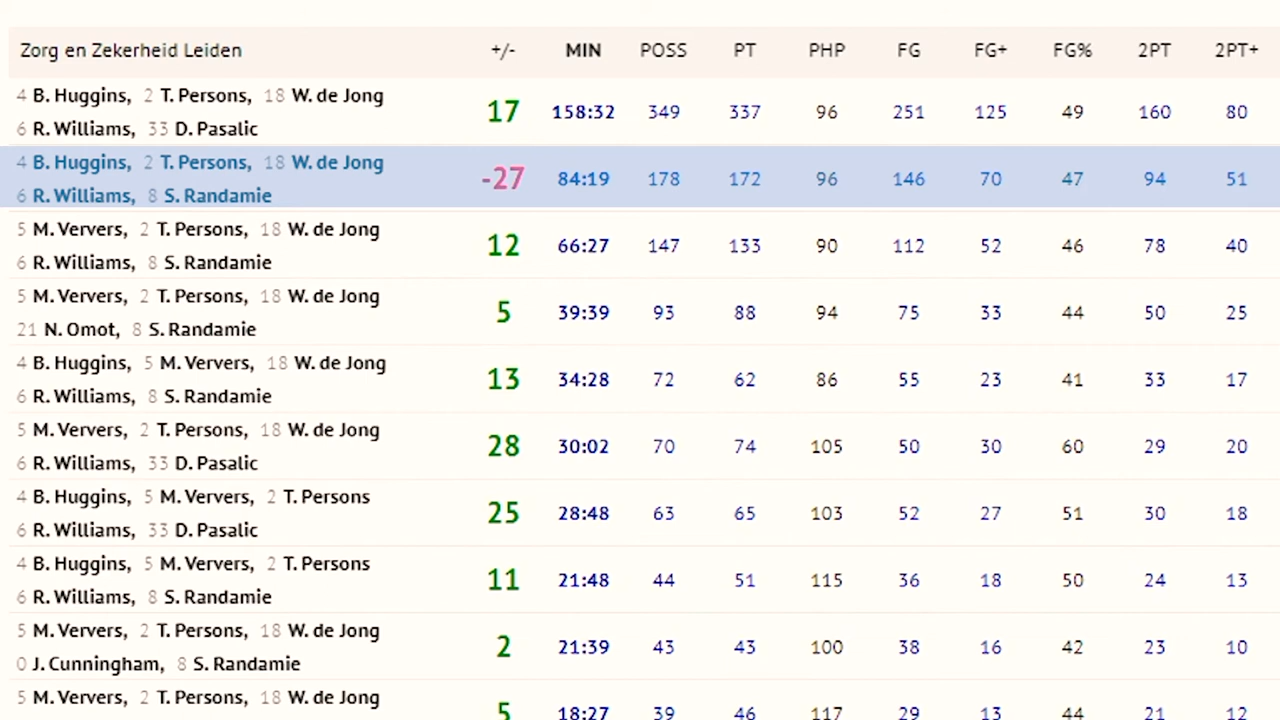 Zorg en Zekerheid Leiden +/- MIN POSS PT PHP FG FG+ FG% 2PT 2PT+
4 B. Huggins, 2 T. Persons, 18 W. de Jong
6 R. Williams, 33 D. Pasalic
17 158:32 349 337 96 251 125 49 160 80
4 B. Huggins, 2 T. Persons, 18 W. de Jong
6 R. Williams, 8 S. Randamie
-27 84:19 178 172 96 146 70 47 94 51
5 M. Ververs, 2 T. Persons, 18 W. de Jong
6 R. Williams, 8 S. Randamie
12 66:27 147 133 90 112 52 46 78 40
5 M. Ververs, 2 T. Persons, 18 W. de Jong
21 N. Omot, 8 S. Randamie
5 39:39 93 88 94 75 33 44 50 25
4 B. Huggins, 5 M. Ververs, 18 W. de Jong
6 R. Williams, 8 S. Randamie
13 34:28 72 62 86 55 23 41 33 17
5 M. Ververs, 2 T. Persons, 18 W. de Jong
6 R. Williams, 33 D. Pasalic
28 30:02 70 74 105 50 30 60 29 20
4 B. Huggins, 5 M. Ververs, 2 T. Persons
6 R. Williams, 33 D. Pasalic
25 28:48 63 65 103 52 27 51 30 18
4 B. Huggins, 5 M. Ververs, 2 T. Persons
6 R. Williams, 8 S. Randamie
11 21:48 44 51 115 36 18 50 24 13
5 M. Ververs, 2 T. Persons, 18 W. de Jong
0 J. Cunningham, 8 S. Randamie
2 21:39 43 43 100 38 16 42 23 10
5 M. Ververs, 2 T. Persons, 18 W. de Jong
5 18:27 39 46 117 29 13 44 21 12